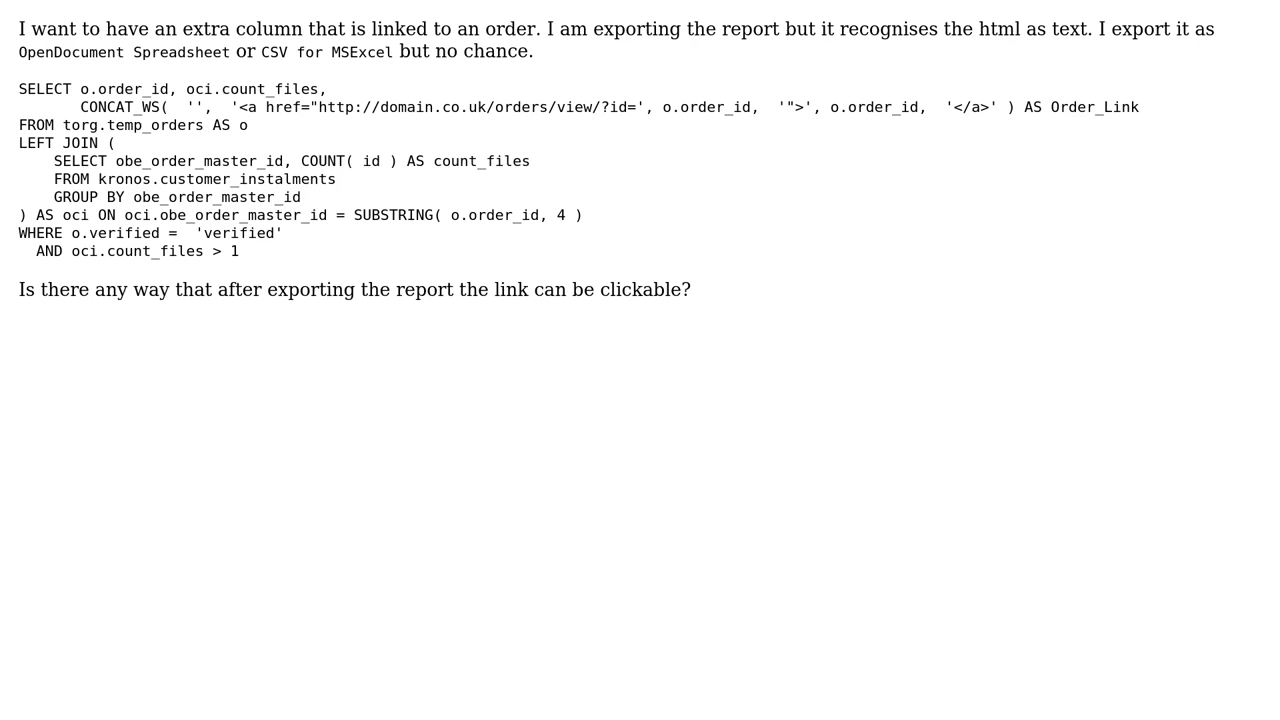 I want to have an extra column that is linked to an order. I am exporting the report but it recognises the html as text. I export it as
OpenDocument Spreadsheet or CSV for MSExcel but no chance.
SELECT o.order_id, oci.count_files,
       CONCAT_WS(  '',  '<a href="http://domain.co.uk/orders/view/?id=', o.order_id,  '">', o.order_id,  '</a>' ) AS Order_Link
FROM torg.temp_orders AS o
LEFT JOIN (
    SELECT obe_order_master_id, COUNT( id ) AS count_files
    FROM kronos.customer_instalments
    GROUP BY obe_order_master_id
) AS oci ON oci.obe_order_master_id = SUBSTRING( o.order_id, 4 )
WHERE o.verified =  'verified'
  AND oci.count_files > 1
Is there any way that after exporting the report the link can be clickable?